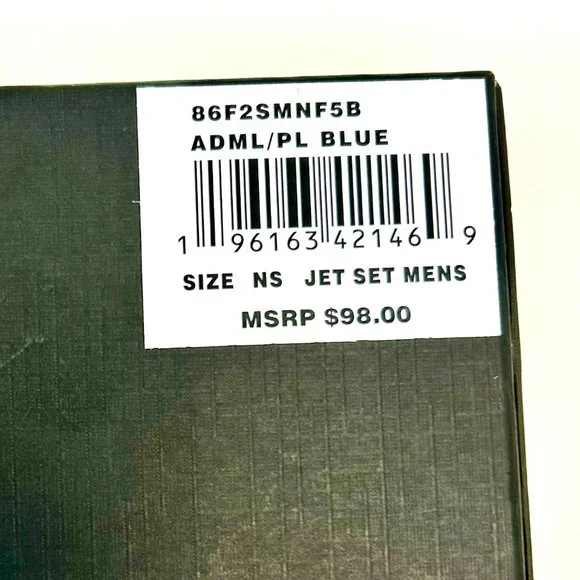 86F2SMNF5B
ADML/PL BLUE
1 96163 42146 9
SIZE NS JET SET MENS
MSRP $98.00